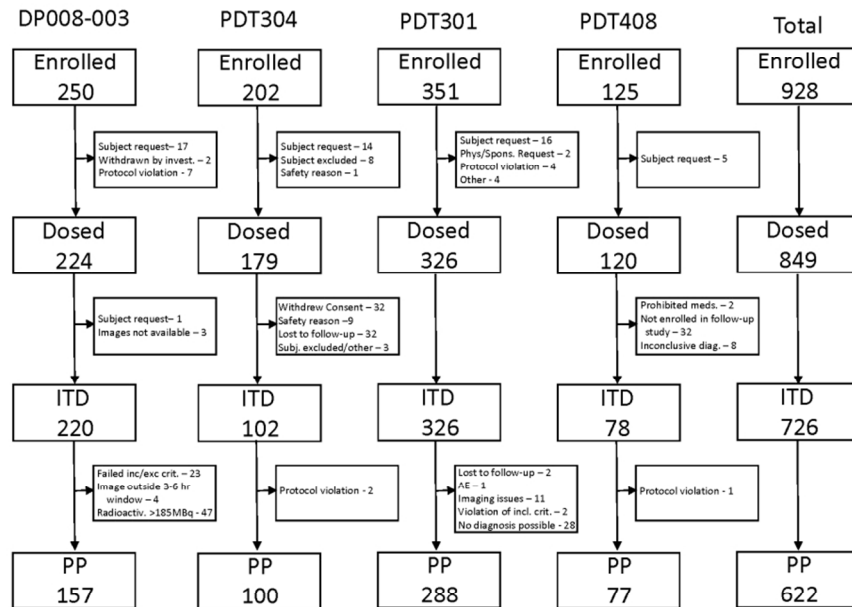 DP008-003
PDT304
PDT301
PDT408
Total
Enrolled
250
Enrolled
202
Enrolled
351
Enrolled
125
Enrolled
928
Subject request– 17
Withdrawn by invest. – 2
Protocol violation - 7
Subject request – 14
Subject excluded – 8
Safety reason – 1
Subject request – 16
Phys/Spons. Request – 2
Protocol violation – 4
Other - 4
Subject request – 5
Dosed
224
Dosed
179
Dosed
326
Dosed
120
Dosed
849
Subject request – 1
Images not available – 3
Withdrew Consent – 32
Safety reason –9
Lost to follow-up – 32
Subj. excluded/other – 3
Prohibited meds. – 2
Not enrolled in follow-up
study – 32
Inconclusive diag. – 8
ITD
220
ITD
102
ITD
326
ITD
78
ITD
726
Failed inc/exc crit. – 23
Image outside 3-6 hr
window – 4
Radioactiv. >185MBq - 47
Protocol violation - 2
Lost to follow-up – 2
AE – 1
Imaging issues – 11
Violation of incl. crit. – 2
No diagnosis possible - 28
Protocol violation - 1
PP
157
PP
100
PP
288
PP
77
PP
622